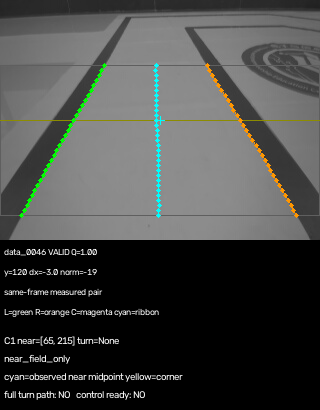 data_0046 VALID Q=1.00
y=120 dx=-3.0 norm=-19
same-frame measured pair
L=green R=orange C=magenta cyan=ribbon
C1 near=[65, 215] turn=None
near_field_only
cyan=observed near midpoint yellow=corner
full turn path: NO control ready: NO